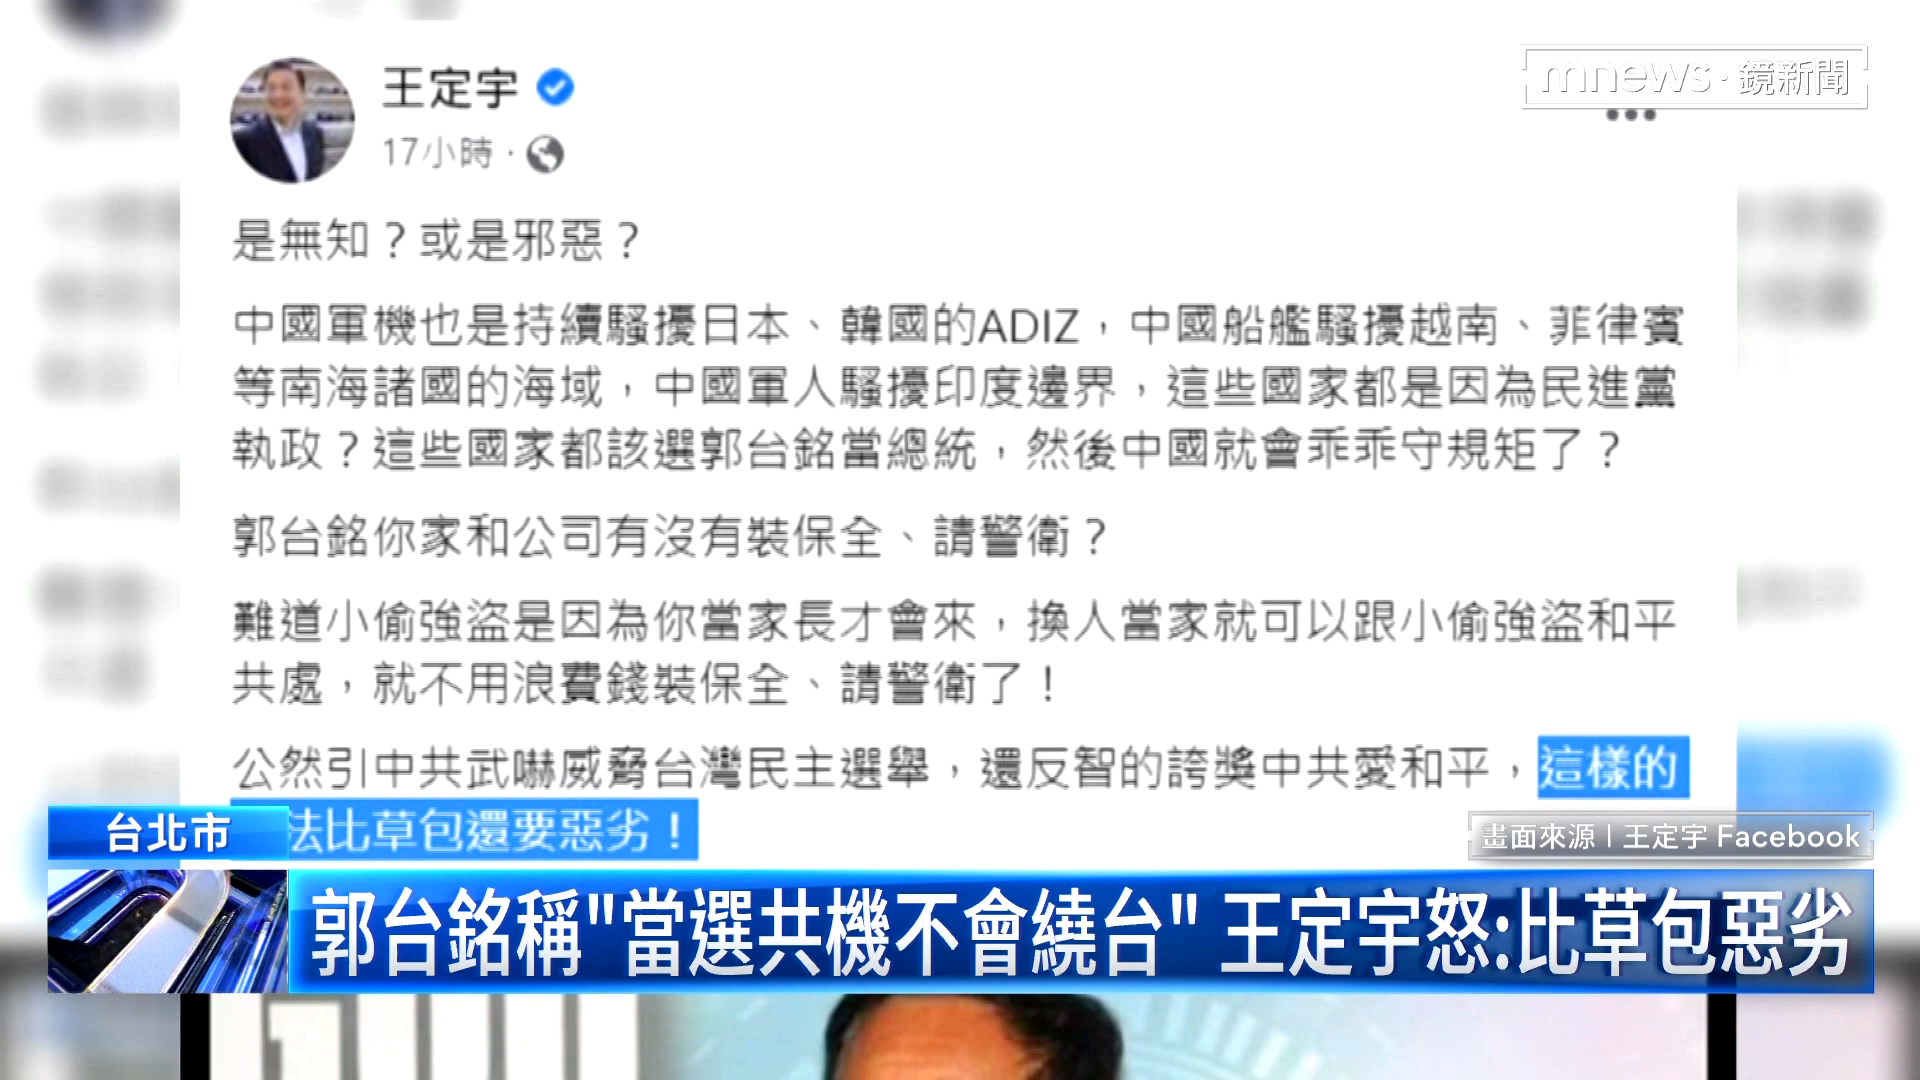 王定宇
mnews·鏡新聞
17小時·
是無知？或是邪惡？
中國軍機也是持續騷擾日本、韓國的ADIZ，中國船艦騷擾越南、菲律賓
等南海諸國的海域，中國軍人騷擾印度邊界，這些國家都是因為民進黨
執政？這些國家都該選郭台銘當總統，然後中國就會乖乖守規矩了？
郭台銘你家和公司有沒有裝保全、請警衛？
難道小偷強盜是因為你當家長才會來，換人當家就可以跟小偷強盜和平
共處，就不用浪費錢裝保全、請警衛了！
公然引中共武嚇威脅台灣民主選舉，還反智的誇獎中共愛和平，這樣的
法比草包還要惡劣！
台北市
畫面來源｜王定宇 Facebook
郭台銘稱"當選共機不會繞台" 王定宇怒:比草包惡劣